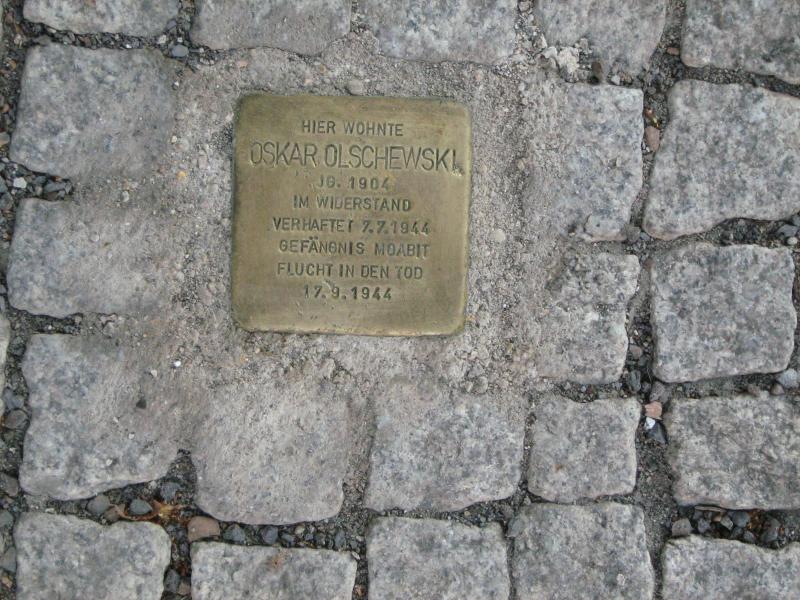 HIER WOHNTE
OSKAR OLSCHEWSKI
JG. 1904
IM WIDERSTAND
VERHAFTET 7.7.1944
GEFÄNGNIS MOABIT
FLUCHT IN DEN TOD
17.9.1944